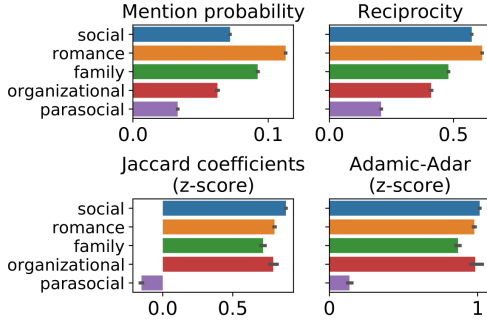 Mention probability
Reciprocity
social
romance
family
organizational
parasocial
0.0
0.1
0.0
0.5
Jaccard coefficients
(z-score)
Adamic-Adar
(z-score)
social
romance
family
organizational
parasocial
0.0
0.5
0
1